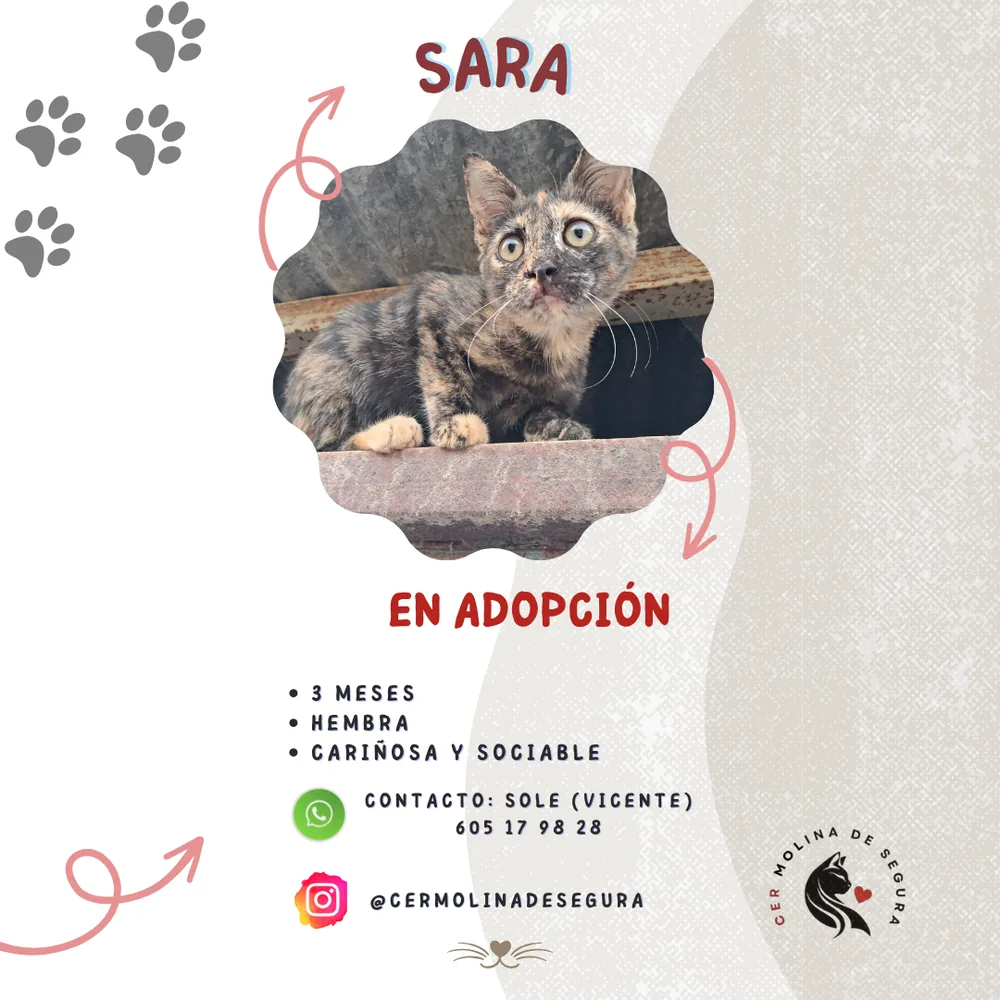 SARA
EN ADOPCIÓN
• 3 MESES
• HEMBRA
• CARIÑOSA Y SOCIABLE
CONTACTO: SOLE (VICENTE)
605 17 98 28
@CERMOLINADESEGURA
CER MOLINA DE SEGURA